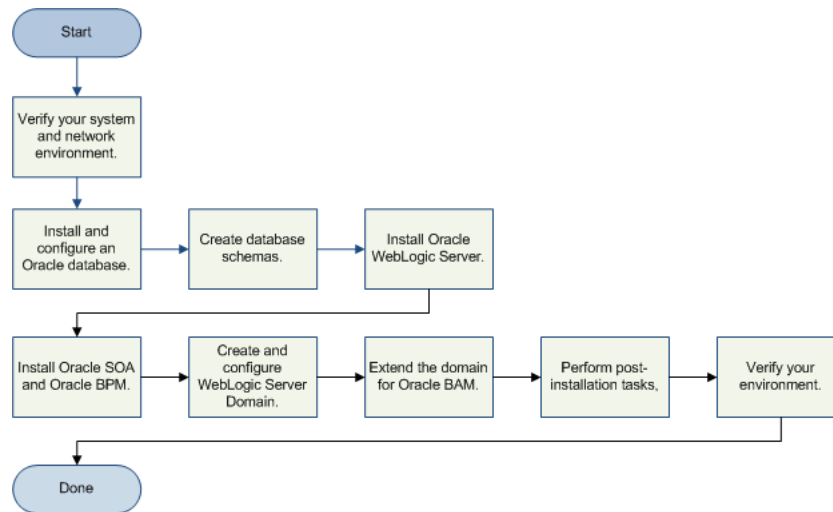 Start
Verify your system
and network
environment.
Install and
configure an
Oracle database.
Create database
schemas.
Install Oracle
WebLogic Server.
Install Oracle SOA
and Oracle BPM.
Create and
configure
WebLogic Server
Domain.
Extend the domain
for Oracle BAM.
Perform post-
installation tasks,
Verify your
environment.
Done